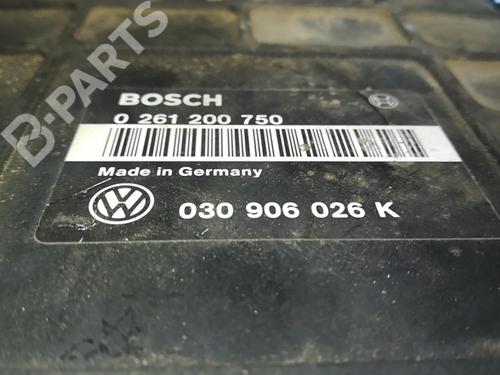 B-PARTS
BOSCH
0 261 200 750
Made in Germany
030 906 026 K